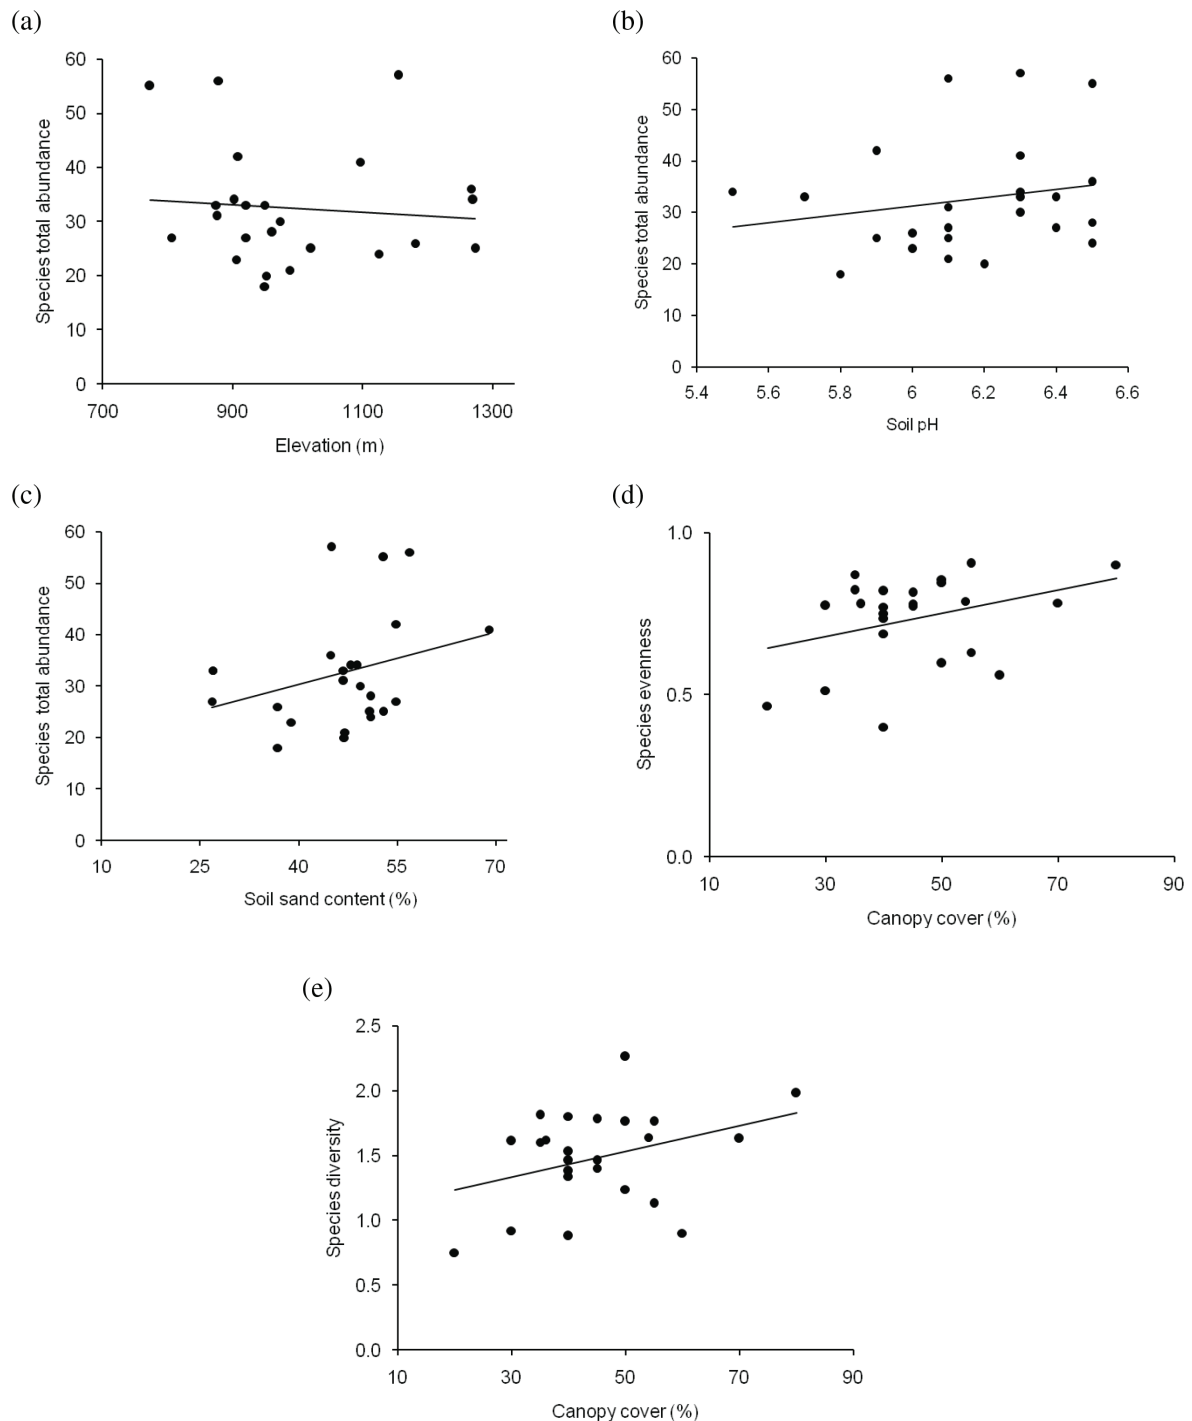 (a)
60
50
40
30
20
10
0
Species total abundance
700 900 1100 1300
Elevation (m)
(b)
60
50
40
30
20
10
0
Species total abundance
5.4 5.6 5.8 6 6.2 6.4 6.6
Soil pH
(c)
60
50
40
30
20
10
0
Species total abundance
10 25 40 55 70
Soil sand content (%)
(d)
1.0
0.5
0.0
Species evenness
10 30 50 70 90
Canopy cover (%)
(e)
2.5
2.0
1.5
1.0
0.5
0.0
Species diversity
10 30 50 70 90
Canopy cover (%)